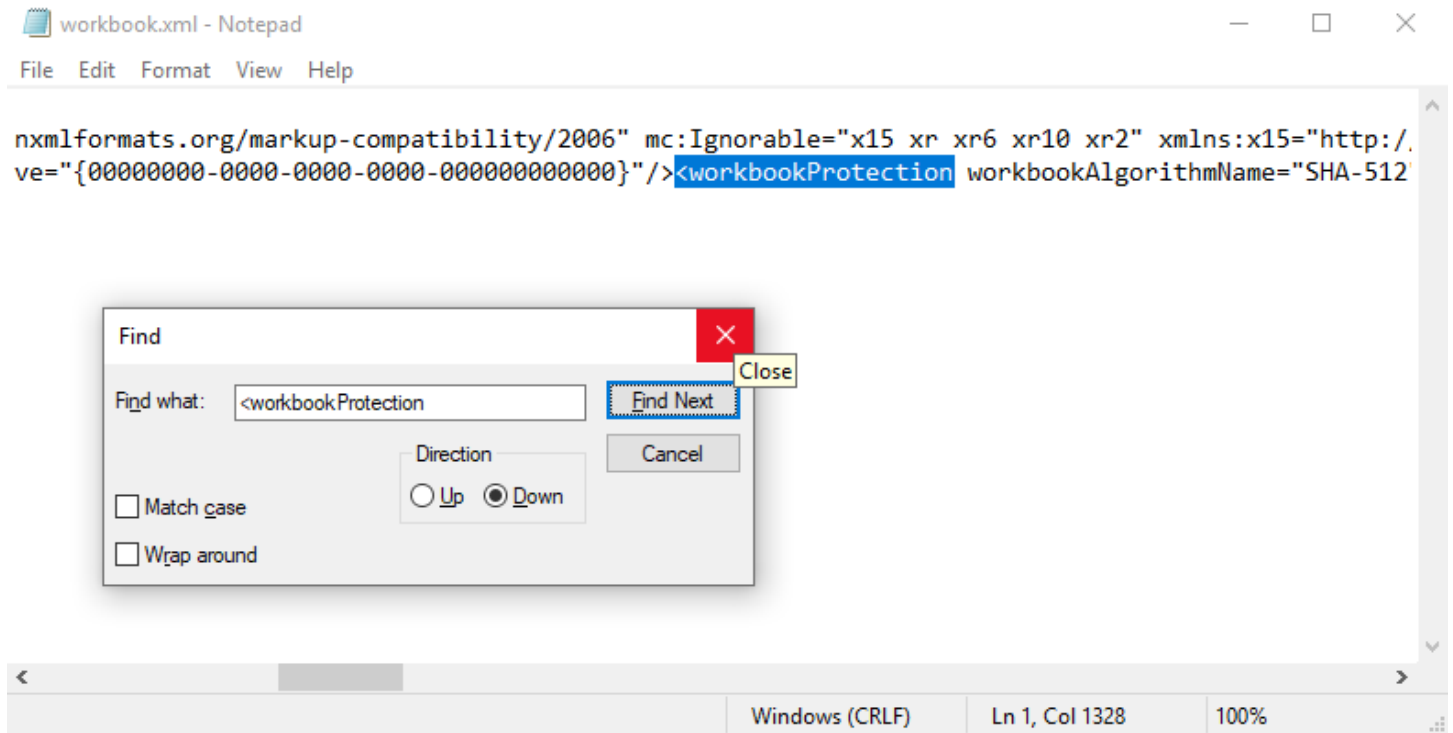 workbook.xml - Notepad
File Edit Format View Help
nxmlformats.org/markup-compatibility/2006" mc:Ignorable="x15 xr xr6 xr10 xr2" xmlns:x15="http:/
ve="{00000000-0000-0000-0000-000000000000}"/><workbookProtection workbookAlgorithmName="SHA-512
Find
Close
Find what: <workbookProtection Find Next
Direction Cancel
Up Down
Match case
Wrap around
Windows (CRLF) Ln 1, Col 1328 100%